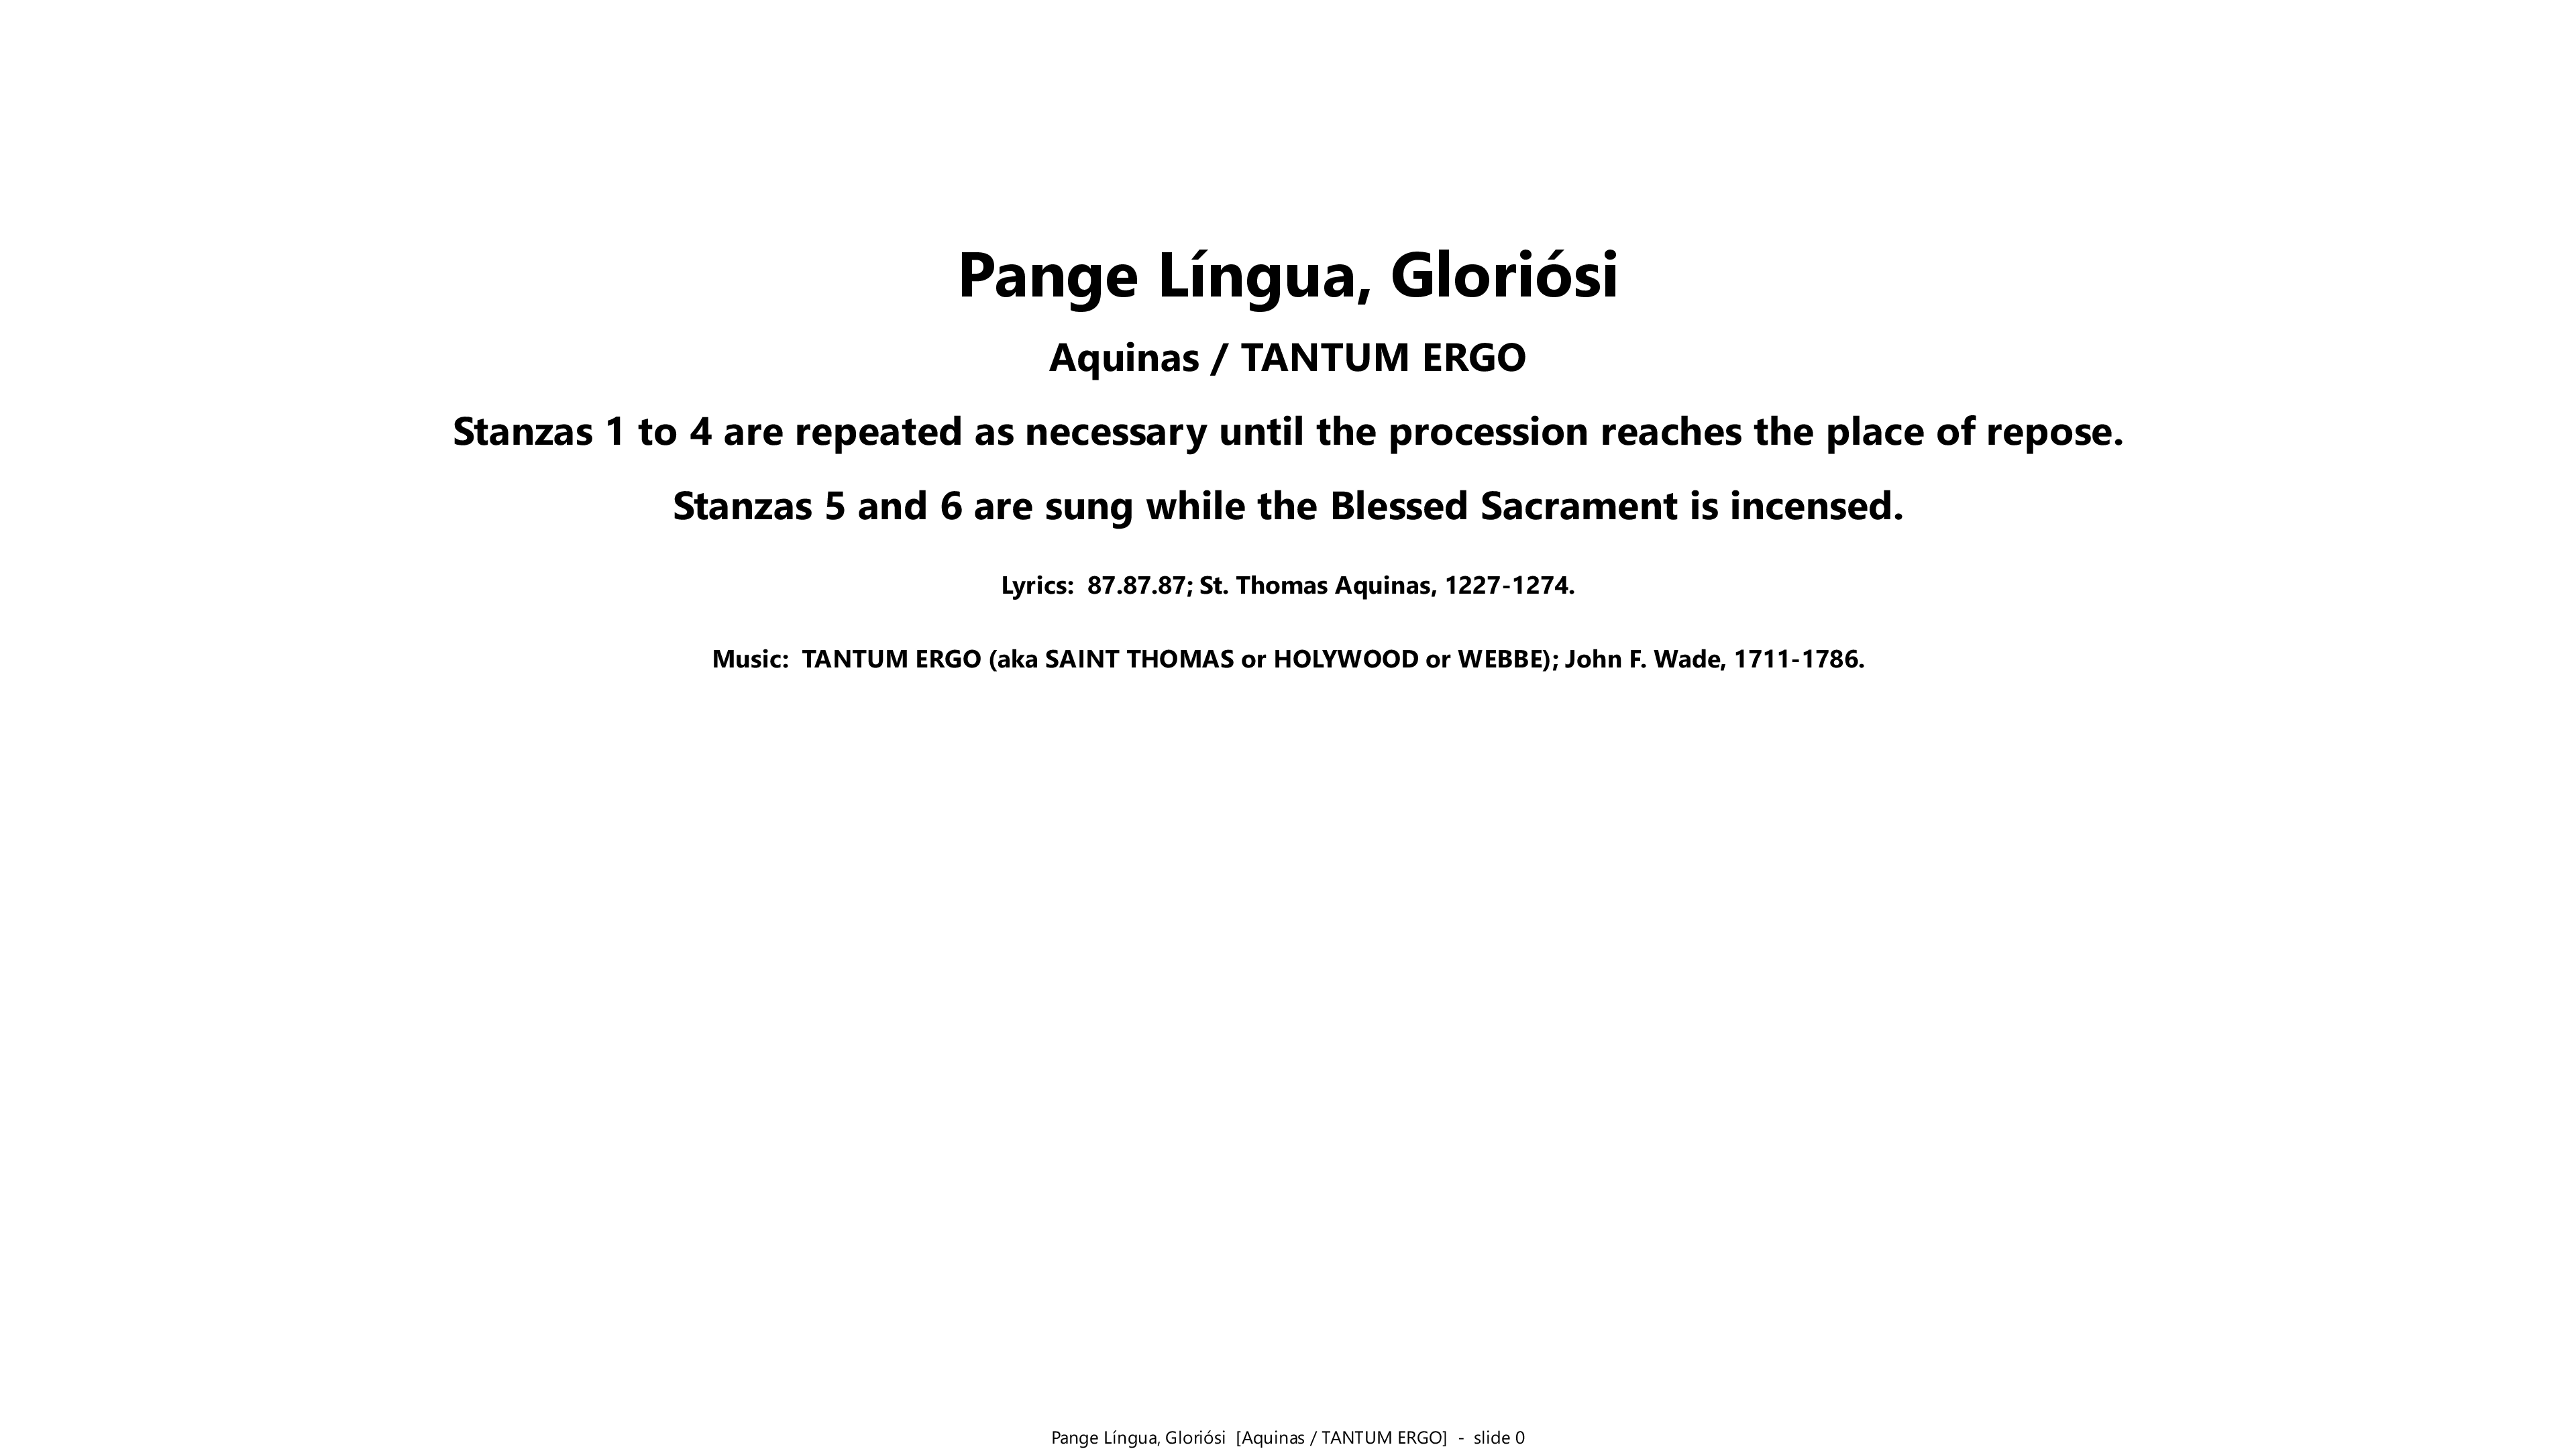 Pange Língua, Gloriósi
Aquinas / TANTUM ERGO
Stanzas 1 to 4 are repeated as necessary until the procession reaches the place of repose.
Stanzas 5 and 6 are sung while the Blessed Sacrament is incensed.
Lyrics:  87.87.87; St. Thomas Aquinas, 1227-1274.
Music:  TANTUM ERGO (aka SAINT THOMAS or HOLYWOOD or WEBBE); John F. Wade, 1711-1786.
Pange Língua, Gloriósi  [Aquinas / TANTUM ERGO]  -  slide 0